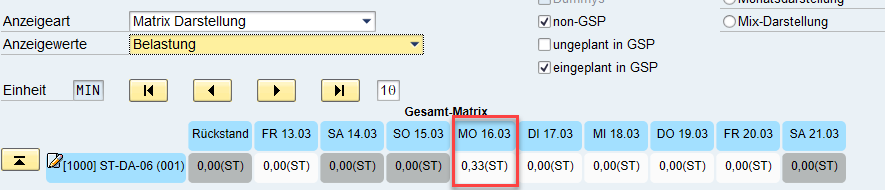 Dummys
Monatsdarstellung
Anzeigeart Matrix Darstellung
non-GSP
Mix-Darstellung
Anzeigewerte Belastung
ungeplant in GSP
eingeplant in GSP
Einheit MIN 10
Gesamt-Matrix
Rückstand FR 13.03 SA 14.03 SO 15.03 MO 16.03 DI 17.03 MI 18.03 DO 19.03 FR 20.03 SA 21.03
[1000] ST-DA-06 (001) 0,00(ST) 0,00(ST) 0,00(ST) 0,00(ST) 0,33(ST) 0,00(ST) 0,00(ST) 0,00(ST) 0,00(ST) 0,00(ST)